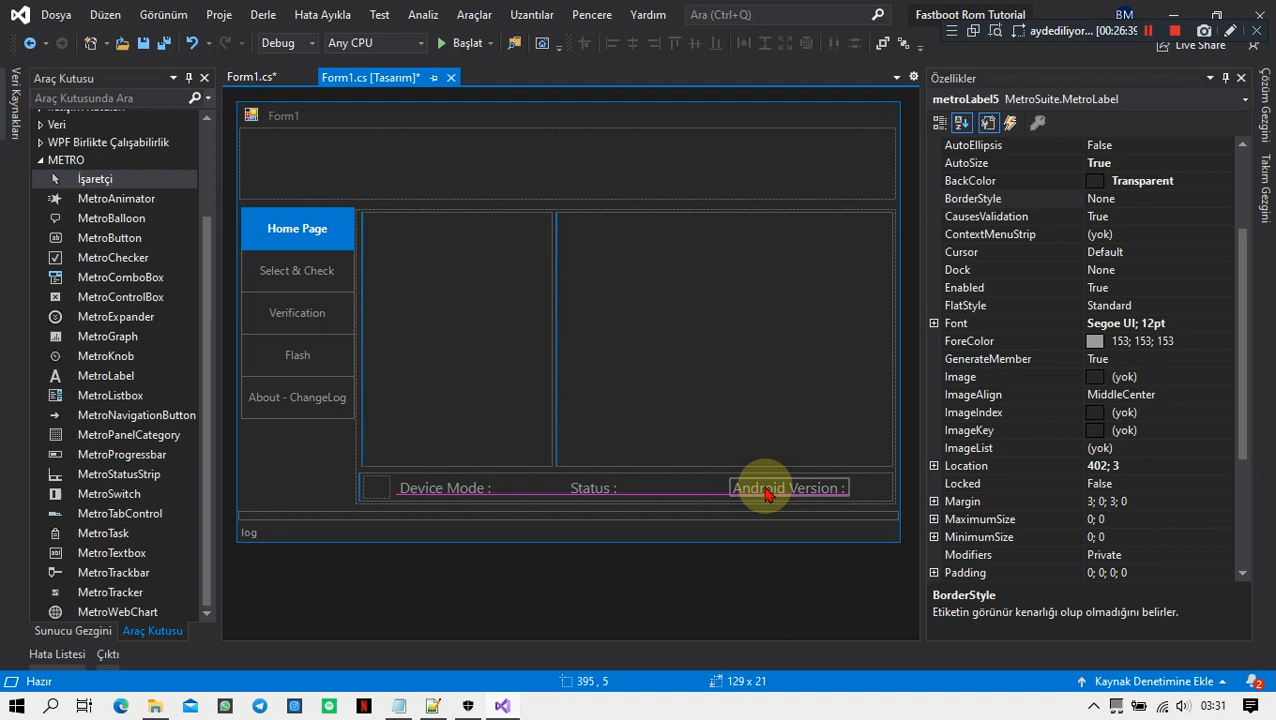 Dosya Düzen Görünüm Proje Derle Hata Ayıkla Test Analiz Araçlar Uzantılar Pencere Yardım Ara (Ctrl+Q) Fastboot Rom Tutorial BM
aydediliyor... [00:26:39
Debug Any CPU Başlat Live Share
Veri Kaynakları
Araç Kutusu
Araç Kutusunda Ara
Veri
WPF Birlikte Çalışabilirlik
METRO
İşaretçi
MetroAnimator
MetroBalloon
MetroButton
MetroChecker
MetroComboBox
MetroControlBox
MetroExpander
MetroGraph
MetroKnob
MetroLabel
MetroListbox
MetroNavigationButton
MetroPanelCategory
MetroProgressbar
MetroStatusStrip
MetroSwitch
MetroTabControl
MetroTask
MetroTextbox
MetroTrackbar
MetroTracker
MetroWebChart
Sunucu Gezgini Araç Kutusu
Form1.cs* Form1.cs [Tasarım]*
Form1
Home Page
Select & Check
Verification
Flash
About - ChangeLog
Device Mode : Status : Android Version :
log
Özellikler
metroLabel5 MetroSuite.MetroLabel
AutoEllipsis False
AutoSize True
BackColor Transparent
BorderStyle None
CausesValidation True
ContextMenuStrip (yok)
Cursor Default
Dock None
Enabled True
FlatStyle Standard
Font Segoe UI; 12pt
ForeColor 153; 153; 153
GenerateMember True
Image (yok)
ImageAlign MiddleCenter
ImageIndex (yok)
ImageKey (yok)
ImageList (yok)
Location 402; 3
Locked False
Margin 3; 0; 3; 0
MaximumSize 0; 0
MinimumSize 0; 0
Modifiers Private
Padding 0; 0; 0; 0
BorderStyle
Etiketin görünür kenarlığı olup olmadığını belirler.
Çözüm Gezgini
Takım Gezgini
Hata Listesi Çıktı
Hazır 395 , 5 129 x 21 Kaynak Denetimine Ekle 2
03:31